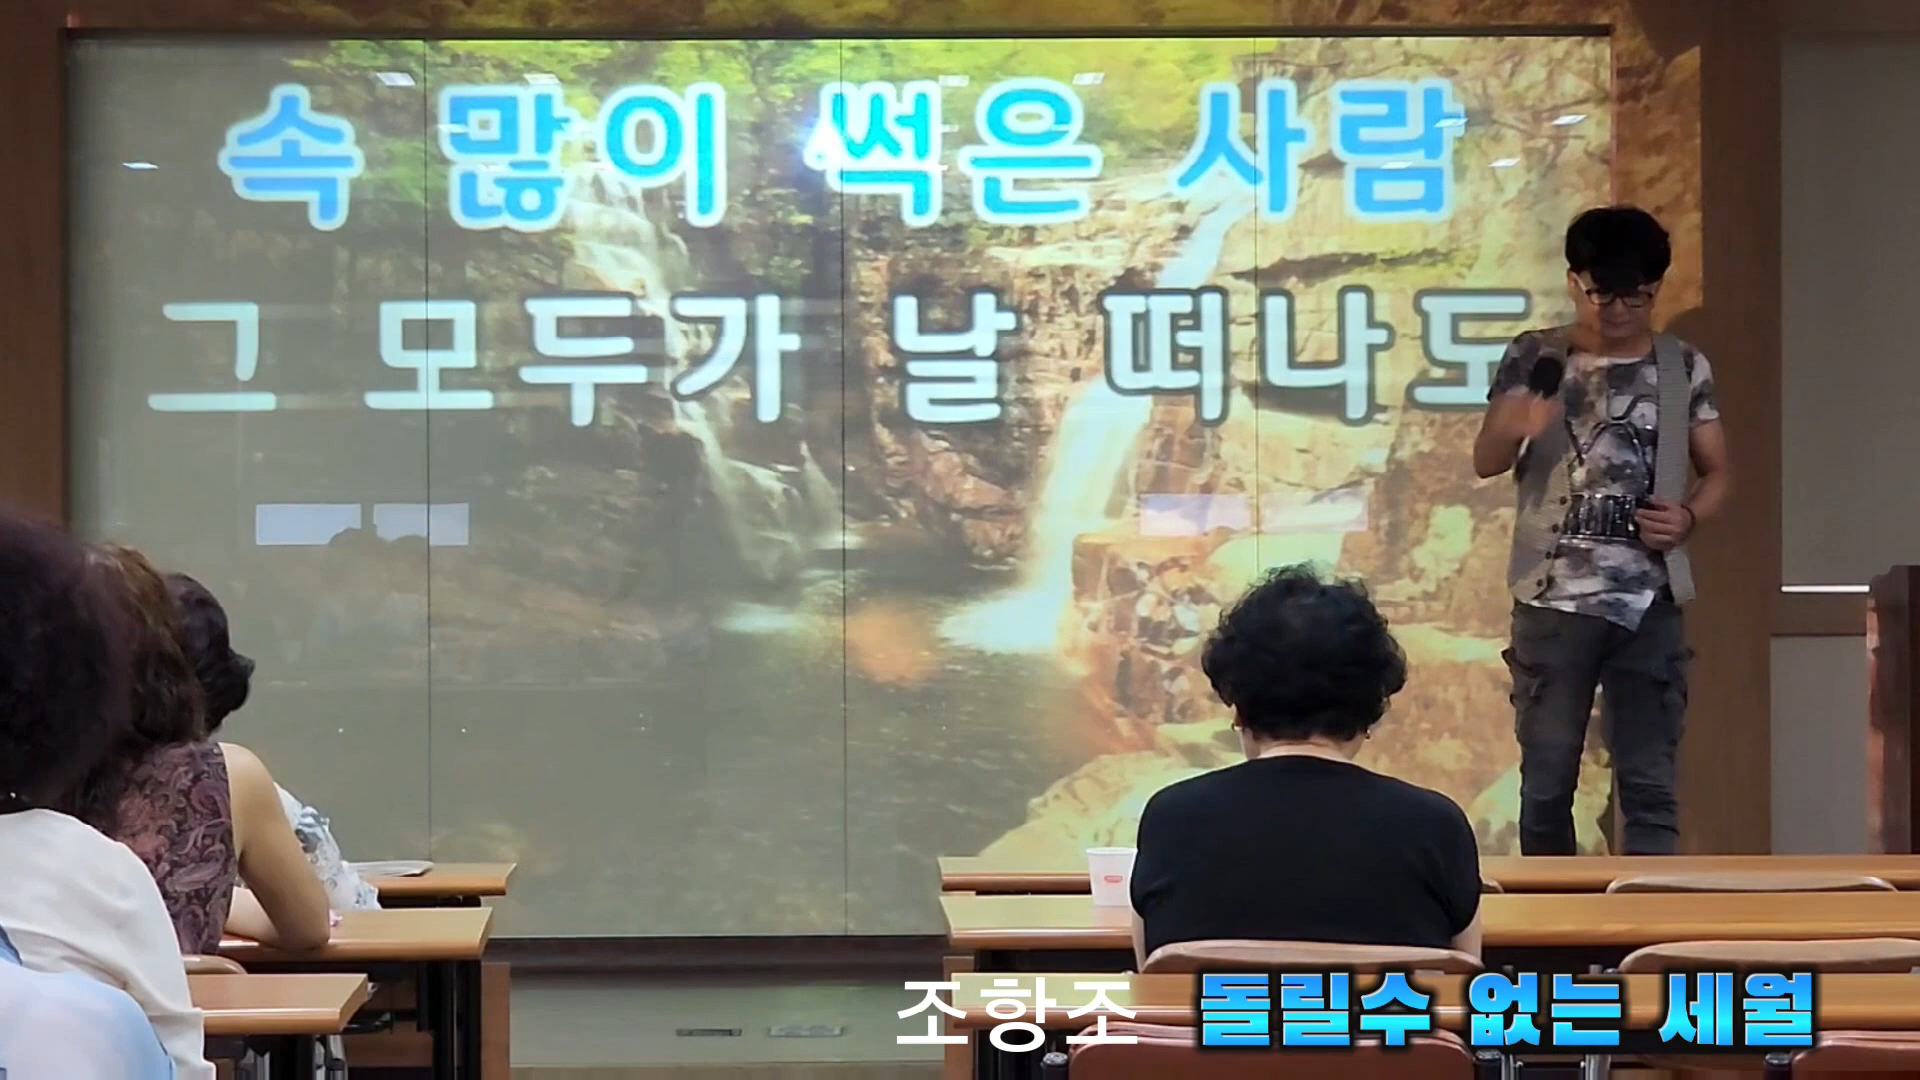 속 많이 썩은 사람
그 모두가 날 떠나도
조항조 돌릴수 없는 세월